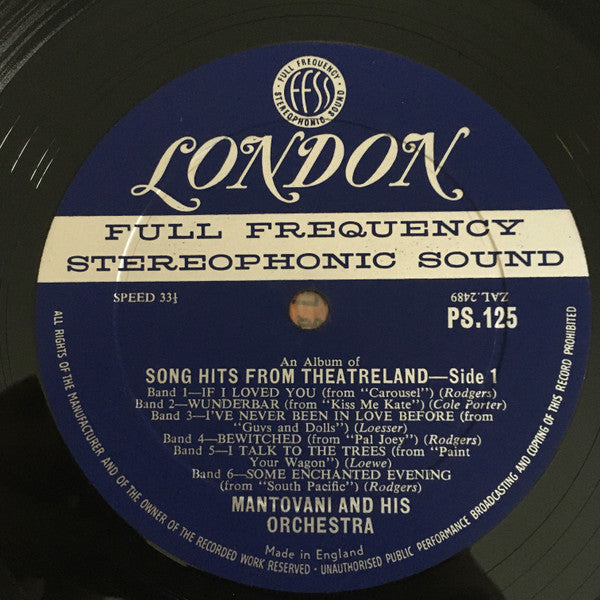 FULL FREQUENCY
FFSS
STEREOPHONIC SOUND
LONDON
FULL FREQUENCY
STEREOPHONIC SOUND
SPEED 33⅓
ZAL.2489
PS.125
An Album of
SONG HITS FROM THEATRELAND—Side 1
Band 1—IF I LOVED YOU (from "Carousel") (Rodgers)
Band 2—WUNDERBAR (from "Kiss Me Kate") (Cole Porter)
Band 3—I'VE NEVER BEEN IN LOVE BEFORE (from
"Guys and Dolls") (Loesser)
Band 4—BEWITCHED (from "Pal Joey") (Rodgers)
Band 5—I TALK TO THE TREES (from "Paint
Your Wagon") (Loewe)
Band 6—SOME ENCHANTED EVENING
(from "South Pacific") (Rodgers)
MANTOVANI AND HIS
ORCHESTRA
Made in England
ALL RIGHTS OF THE MANUFACTURER AND OF THE OWNER OF THE RECORDED WORK RESERVED - UNAUTHORISED PUBLIC PERFORMANCE BROADCASTING AND COPYING OF THIS RECORD PROHIBITED